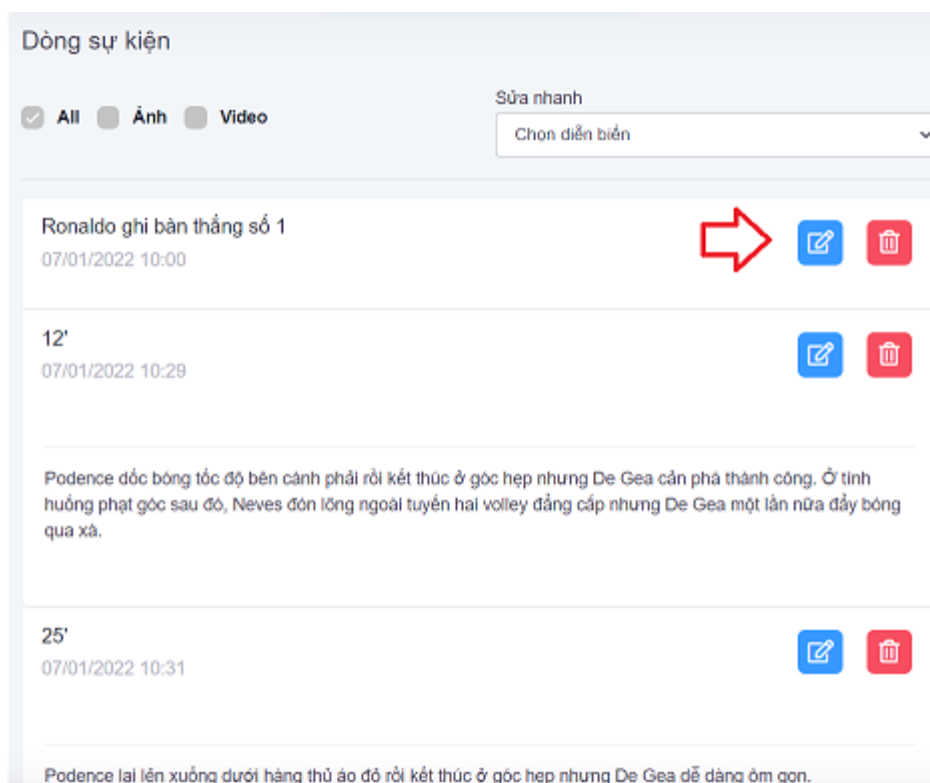 Dòng sự kiện
Sửa nhanh
All Ảnh Video
Chọn diễn biến
Ronaldo ghi bàn thắng số 1
07/01/2022 10:00
12'
07/01/2022 10:29
Podence dốc bóng tốc độ bên cánh phải rồi kết thúc ở góc hẹp nhưng De Gea cản phá thành công. Ở tình
huống phạt góc sau đó, Neves đón lõng ngoài tuyến hai volley đẳng cấp nhưng De Gea một lần nữa đẩy bóng
qua xà.
25'
07/01/2022 10:31
Podence lại lên xuống dưới hàng thủ áo đỏ rồi kết thúc ở góc hẹp nhưng De Gea dễ dàng ôm gọn.